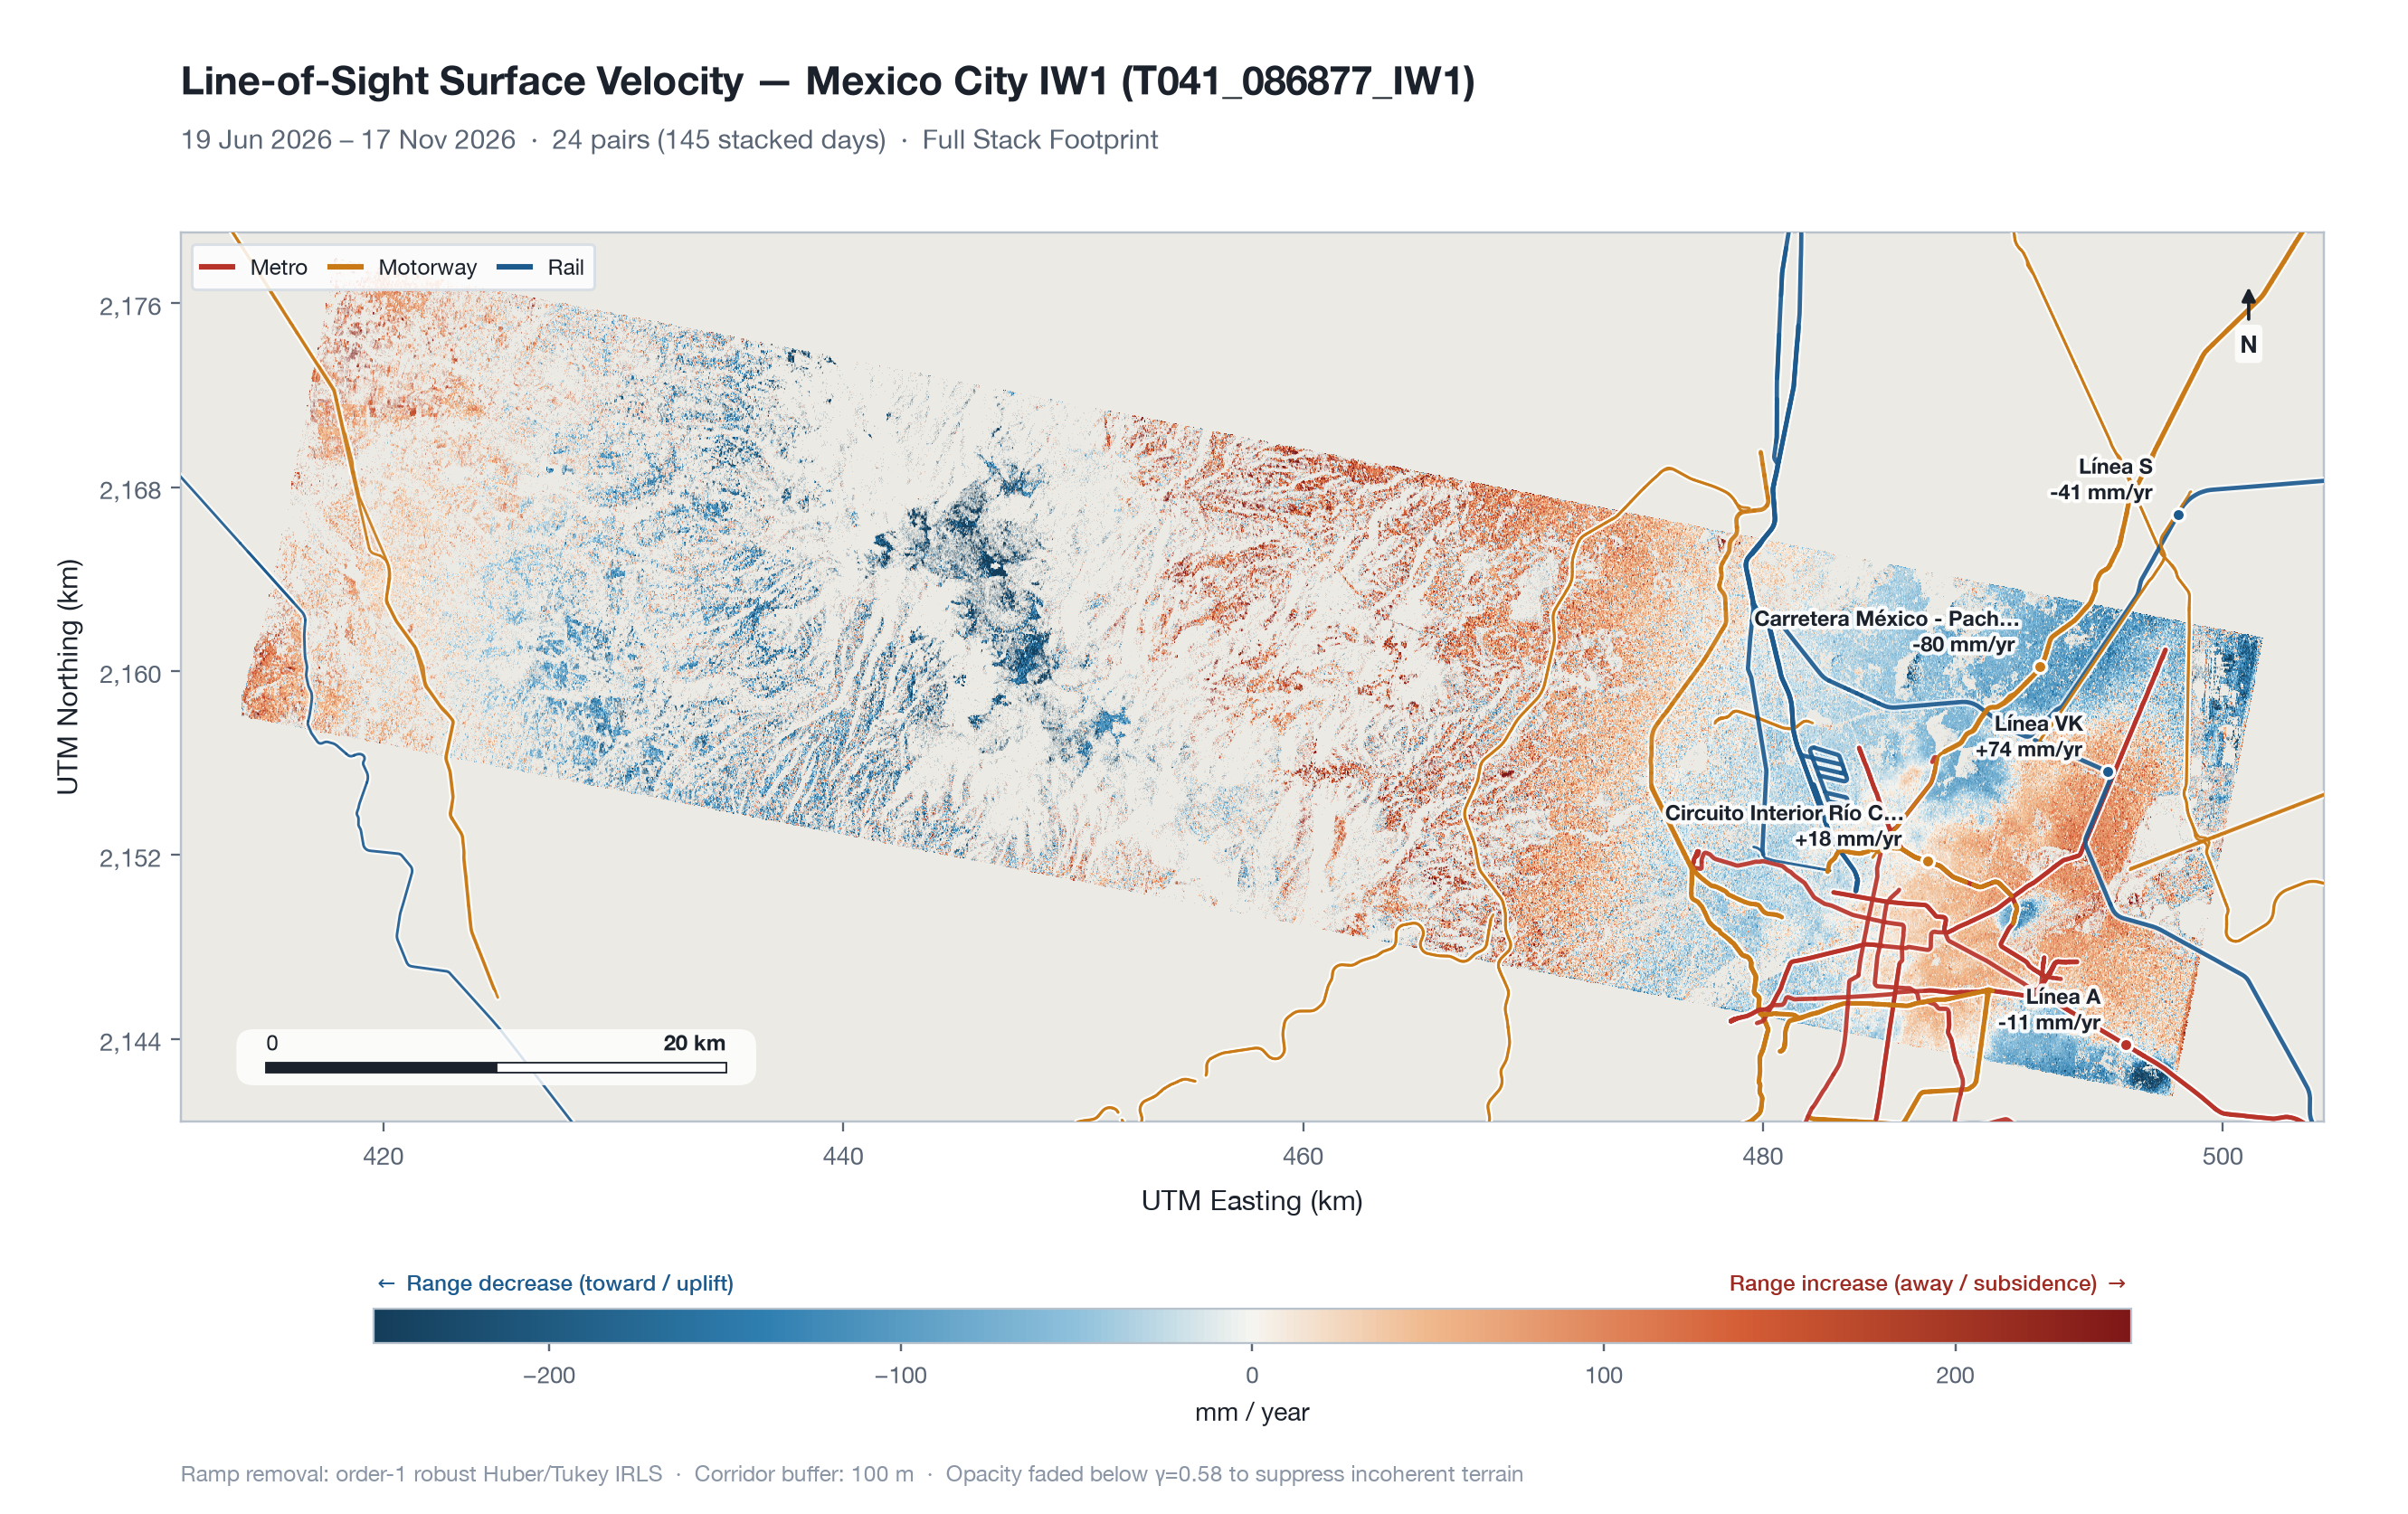 Line-of-Sight Surface Velocity — Mexico City IW1 (T041_086877_IW1)
19 Jun 2026 – 17 Nov 2026 · 24 pairs (145 stacked days) · Full Stack Footprint
Metro Motorway Rail
N
2,176
2,168
2,160
2,152
2,144
UTM Northing (km)
Línea S
-41 mm/yr
Carretera México - Pach...
-80 mm/yr
Línea VK
+74 mm/yr
Circuito Interior Río C...
+18 mm/yr
Línea A
-11 mm/yr
0 20 km
420 440 460 480 500
UTM Easting (km)
← Range decrease (toward / uplift) Range increase (away / subsidence) →
−200 −100 0 100 200
mm / year
Ramp removal: order-1 robust Huber/Tukey IRLS · Corridor buffer: 100 m · Opacity faded below γ=0.58 to suppress incoherent terrain